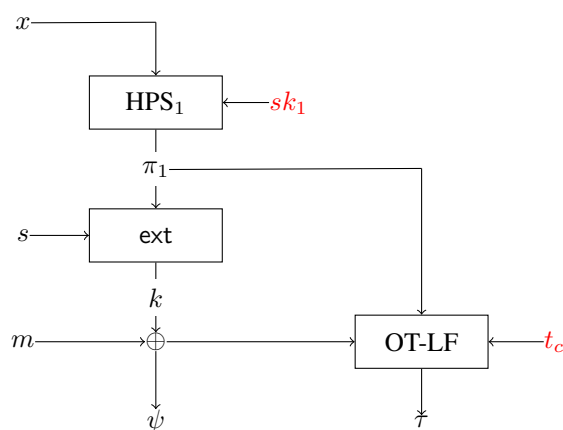 x
HPS₁
sk₁
π₁
s
ext
k
m ⊕ OT-LF t_c
ψ τ